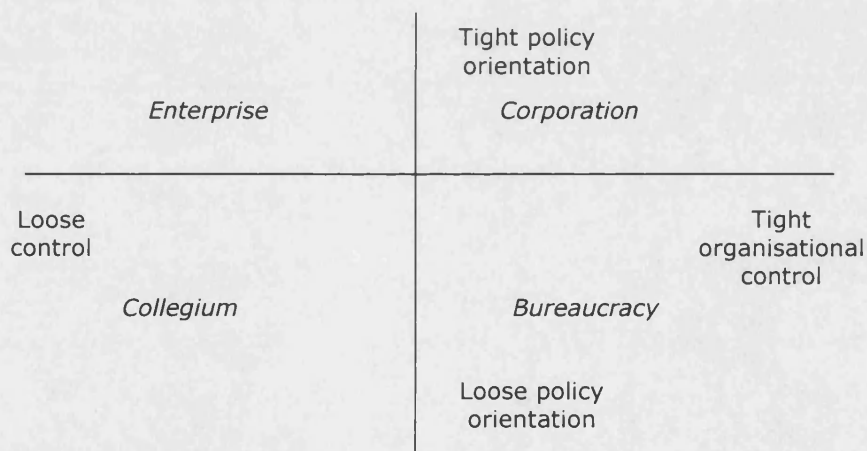 Tight policy
orientation
Enterprise
Corporation
Loose
control
Tight
organisational
control
Collegium
Bureaucracy
Loose policy
orientation